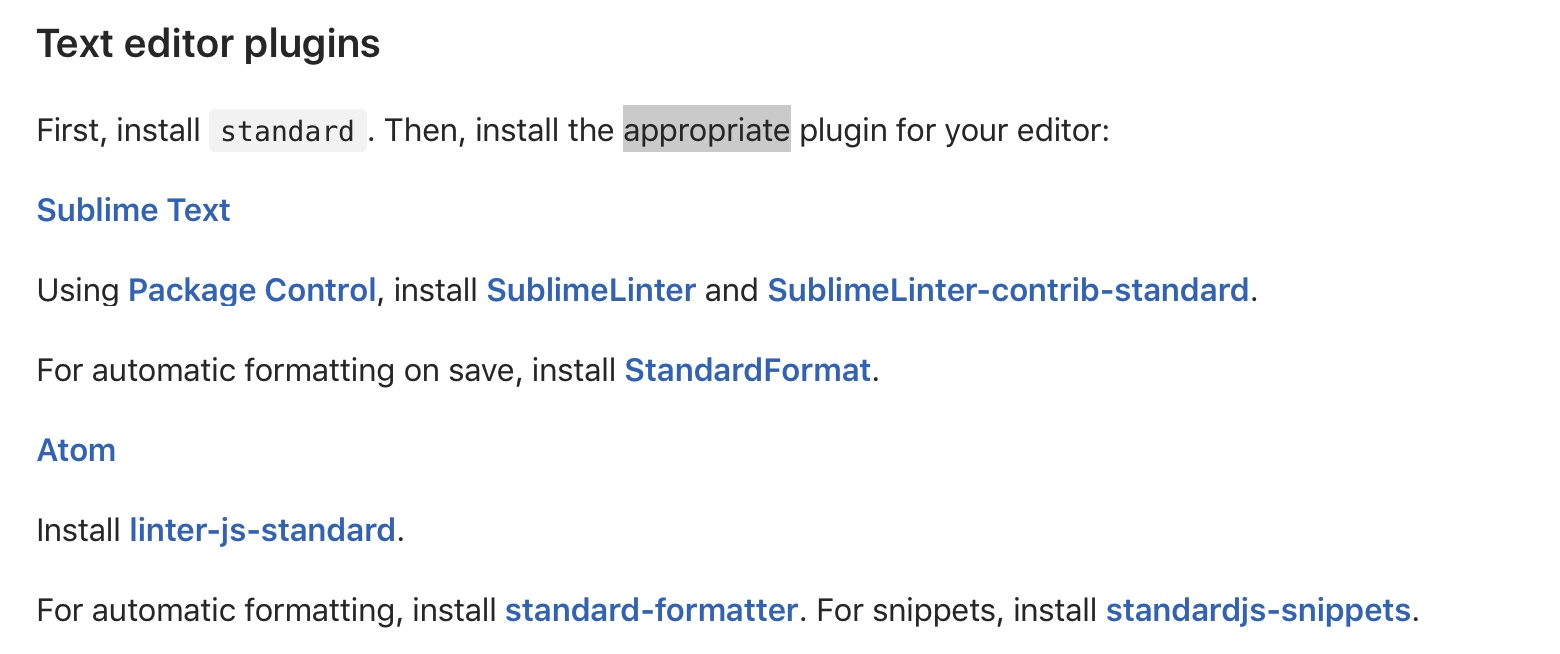 Text editor plugins
First, install standard. Then, install the appropriate plugin for your editor:
Sublime Text
Using Package Control, install SublimeLinter and SublimeLinter-contrib-standard.
For automatic formatting on save, install StandardFormat.
Atom
Install linter-js-standard.
For automatic formatting, install standard-formatter. For snippets, install standardjs-snippets.